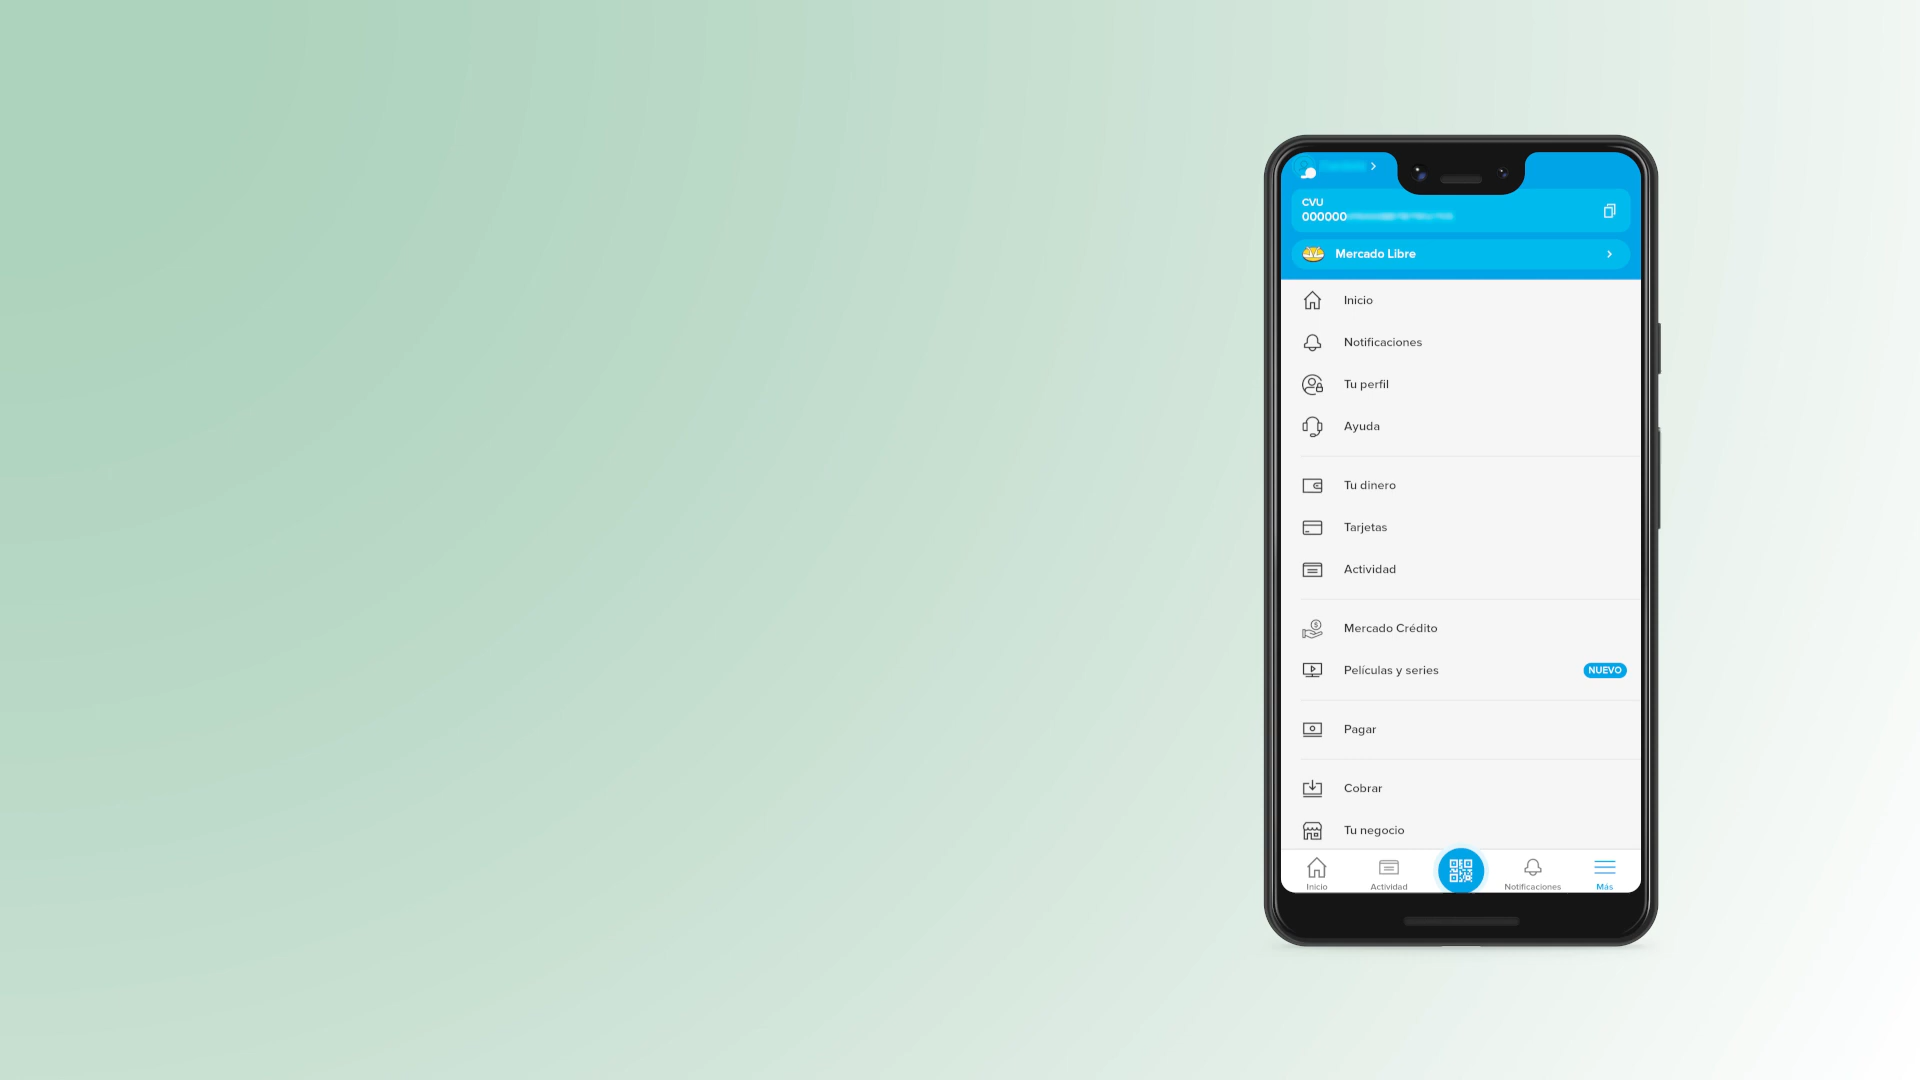 CVU
000000
Mercado Libre
Inicio
Notificaciones
Tu perfil
Ayuda
Tu dinero
Tarjetas
Actividad
Mercado Crédito
Películas y series
NUEVO
Pagar
Cobrar
Tu negocio
Inicio
Actividad
Notificaciones
Más